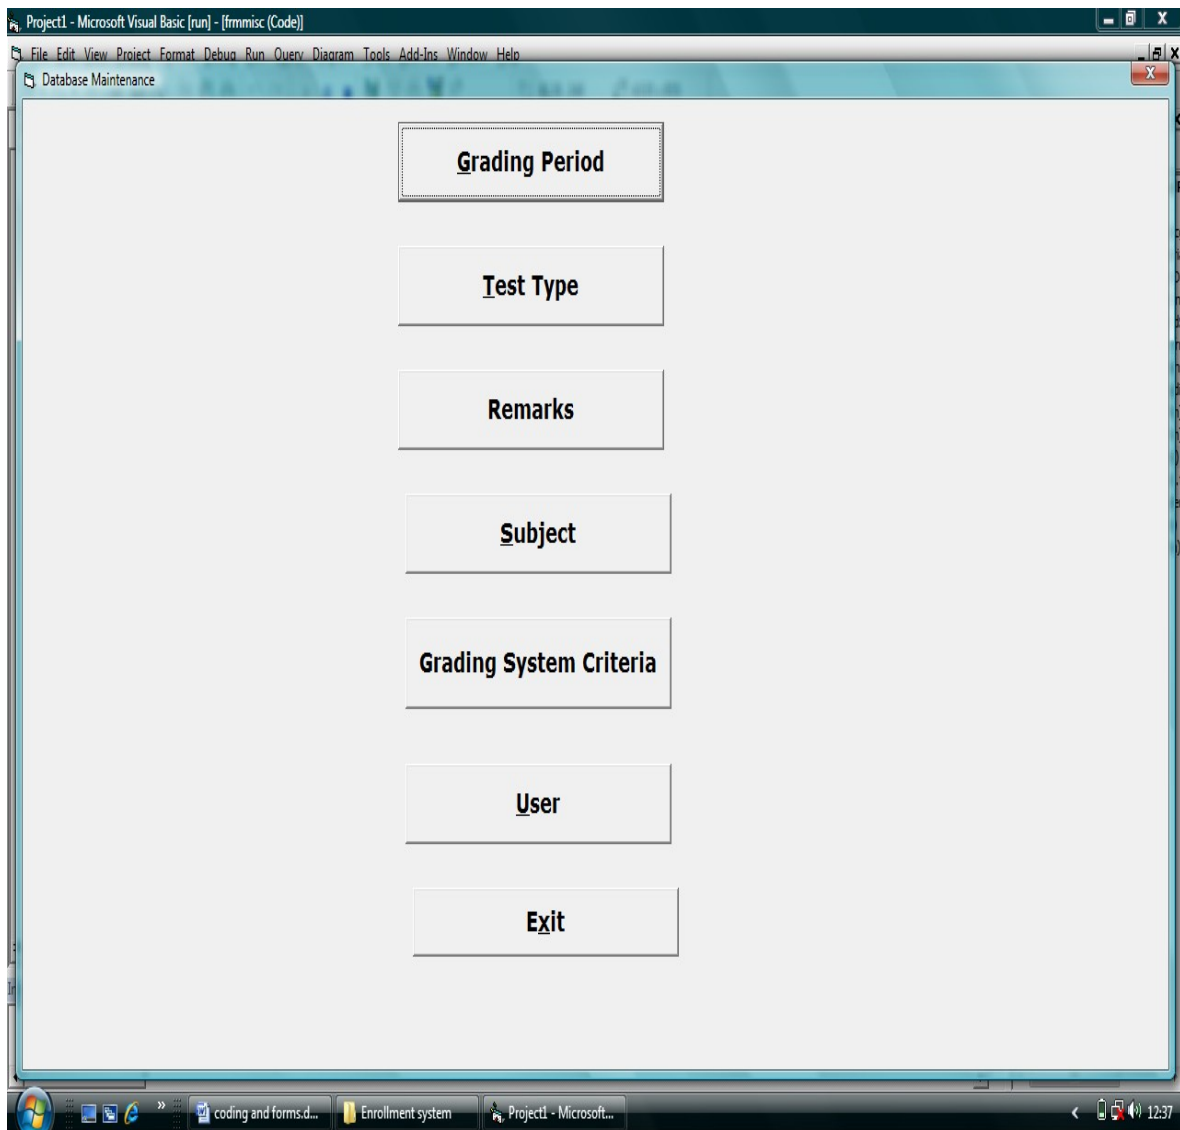 Project1 - Microsoft Visual Basic [run] - [frmmisc (Code)]
File Edit View Project Format Debug Run Query Diagram Tools Add-Ins Window Help
Database Maintenance
Grading Period
Test Type
Remarks
Subject
Grading System Criteria
User
Exit
coding and forms.d... Enrollment system Project1 - Microsoft... 12:37